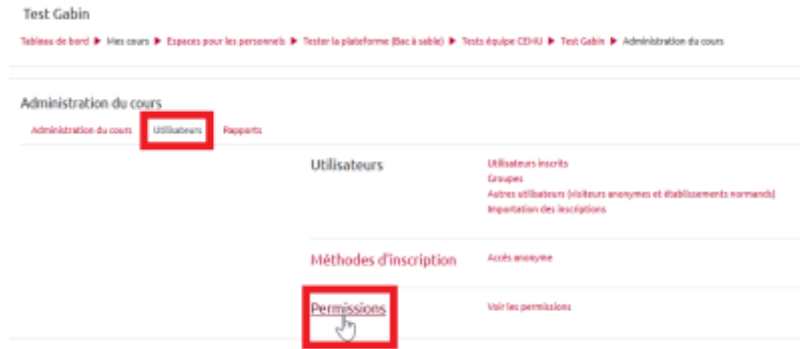 Test Gabin
Tableau de bord ▶ Mes cours ▶ Espaces pour les personnels ▶ Tester la plateforme (Bac à sable) ▶ Tests équipe CEMU ▶ Test Gabin ▶ Administration du cours
Administration du cours
Administration du cours Utilisateurs Rapports
Utilisateurs Utilisateurs inscrits
Groupes
Autres utilisateurs (visiteurs anonymes et établissements normands)
Importation des inscriptions
Méthodes d'inscription Accès anonyme
Permissions Voir les permissions